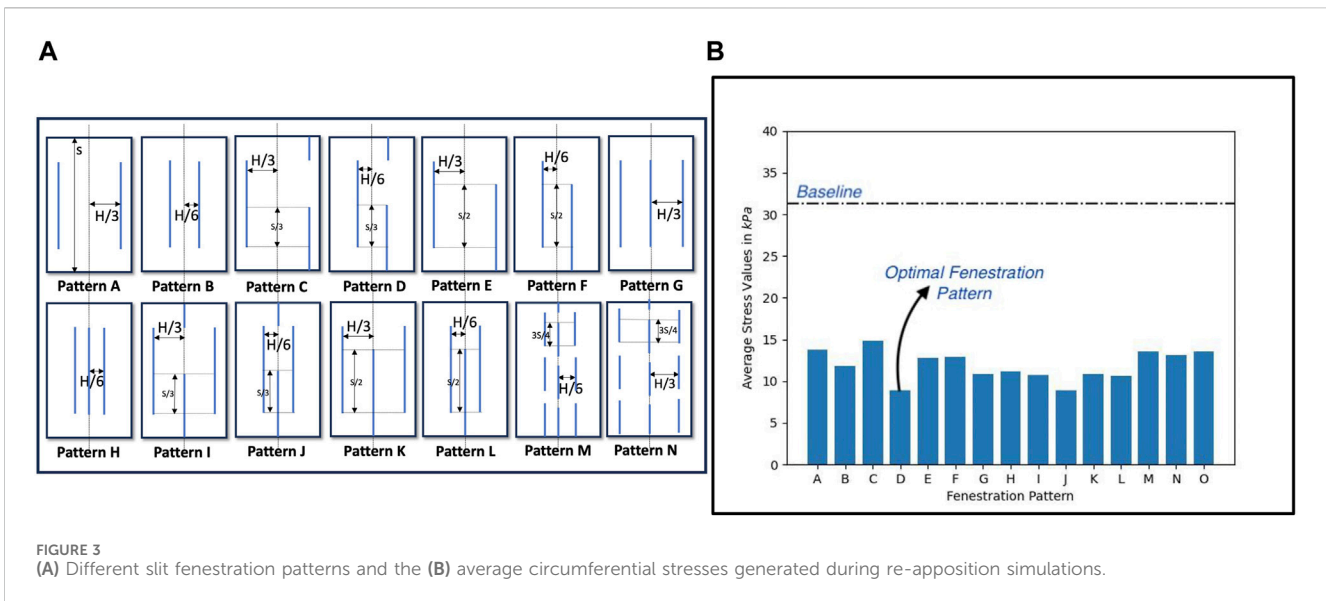 A
S
H/3
H/6
H/3
S/3
H/6
S/3
H/3
S/2
H/6
S/2
H/3
Pattern A Pattern B Pattern C Pattern D Pattern E Pattern F Pattern G
H/6
H/3
S/3
H/6
S/3
H/3
S/2
H/6
S/2
3S/4
H/6
3S/4
H/3
Pattern H Pattern I Pattern J Pattern K Pattern L Pattern M Pattern N
B
Average Stress Values in kPa
40
35
30
25
20
15
10
5
0
Baseline
Optimal Fenestration
Pattern
A B C D E F G H I J K L M N O
Fenestration Pattern
FIGURE 3
(A) Different slit fenestration patterns and the (B) average circumferential stresses generated during re-apposition simulations.